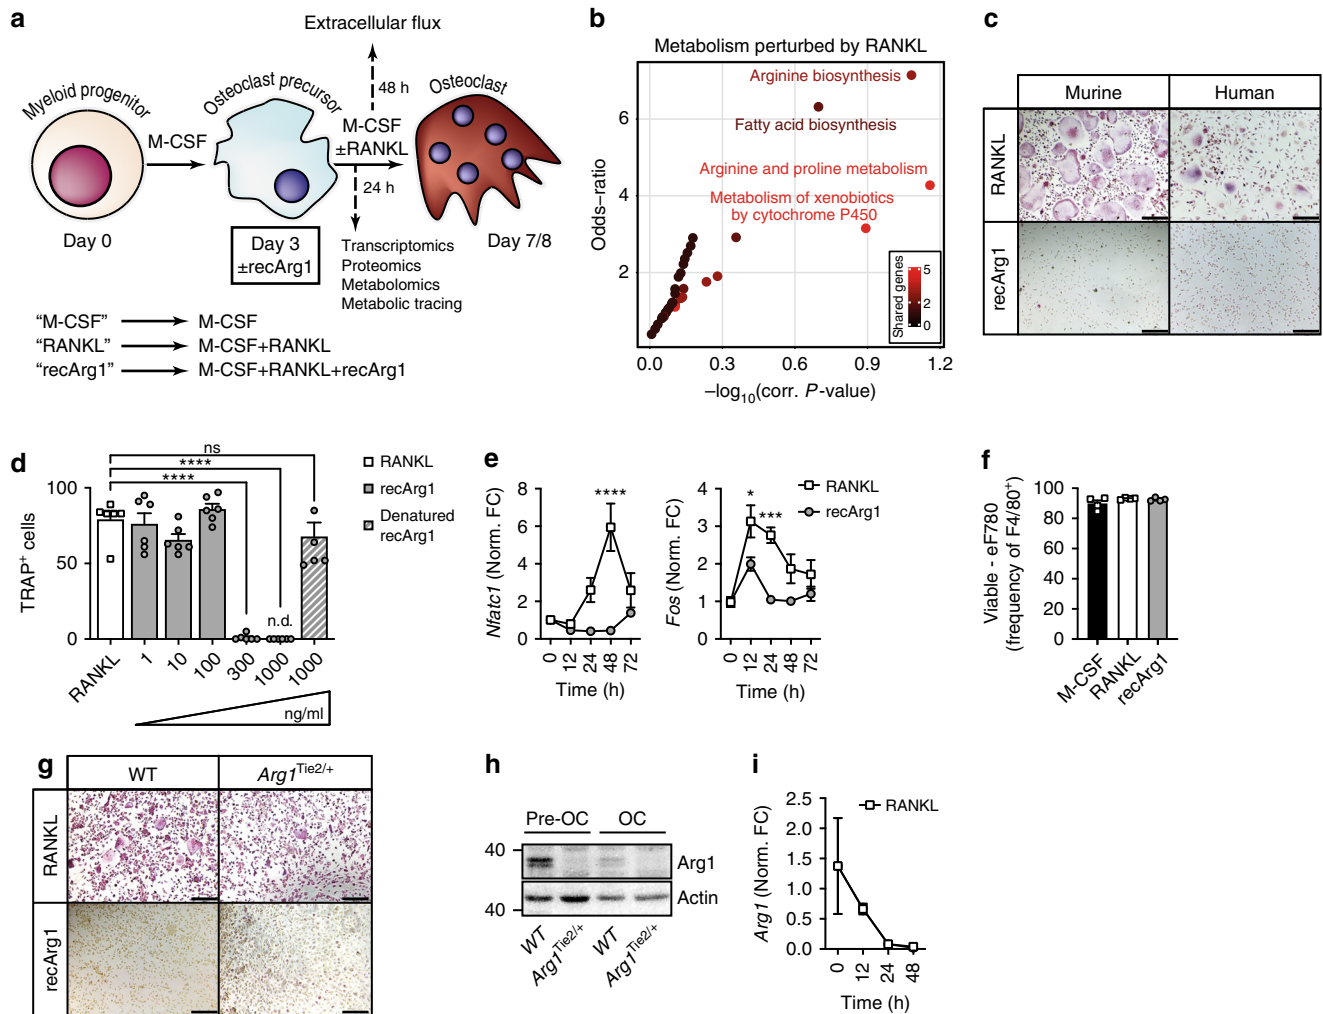 a
Extracellular flux
Myeloid progenitor
Osteoclast precursor
Osteoclast
48 h
M-CSF
M-CSF
±RANKL
24 h
Day 0
Day 3
±recArg1
Day 7/8
Transcriptomics
Proteomics
Metabolomics
Metabolic tracing
“M-CSF” M-CSF
“RANKL” M-CSF+RANKL
“recArg1” M-CSF+RANKL+recArg1
b
Metabolism perturbed by RANKL
Arginine biosynthesis
Fatty acid biosynthesis
Arginine and proline metabolism
Metabolism of xenobiotics
by cytochrome P450
Odds–ratio
6
4
2
Shared genes
5
2
0
0.0 0.3 0.6 0.9 1.2
–log10(corr. P-value)
c
Murine Human
RANKL
recArg1
d
ns
****
****
n.d.
TRAP+ cells
100
50
0
RANKL 1 10 100 300 1000 1000
ng/ml
RANKL
recArg1
Denatured
recArg1
e
Nfatc1 (Norm. FC)
8
6
4
2
0
****
0 12 24 48 72
Time (h)
Fos (Norm. FC)
4
3
2
1
0
*
***
0 12 24 48 72
Time (h)
RANKL
recArg1
f
Viable - eF780
(frequency of F4/80+)
100
80
60
40
20
0
M-CSF RANKL recArg1
g
WT Arg1Tie2/+
RANKL
recArg1
h
Pre-OC OC
40
Arg1
Actin
40
WT Arg1Tie2/+ WT Arg1Tie2/+
i
Arg1 (Norm. FC)
2.5
2.0
1.5
1.0
0.5
0.0
RANKL
0 12 24 48
Time (h)